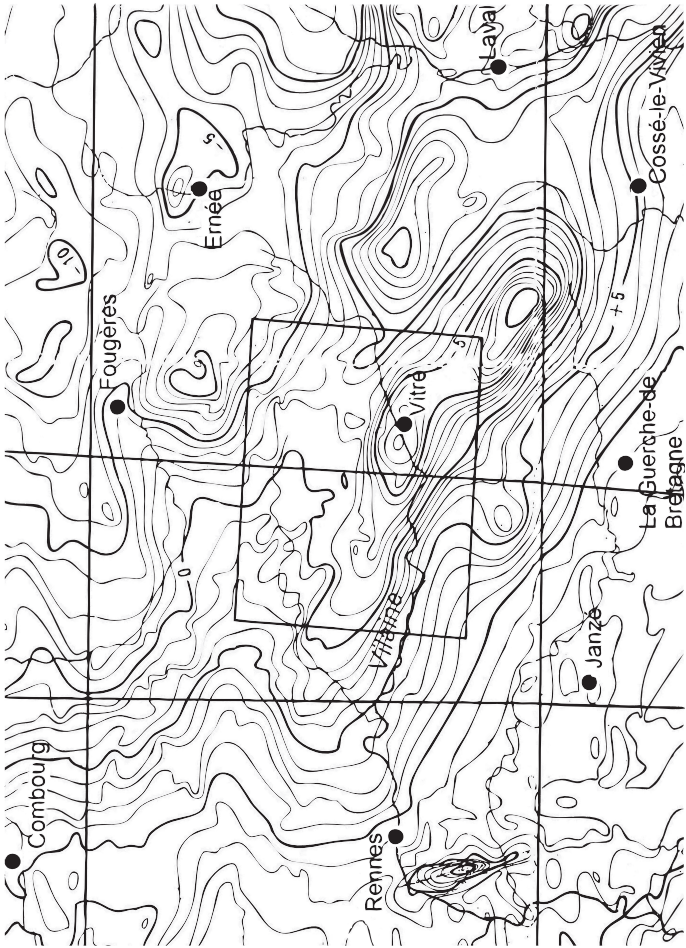 Combourg
-10
Fougères
0
-5
Ernée
Rennes
Vilaine
Vitré
5
Laval
Janzé
+5
La Guerche-de
Bretagne
Cossé-le-Vivien